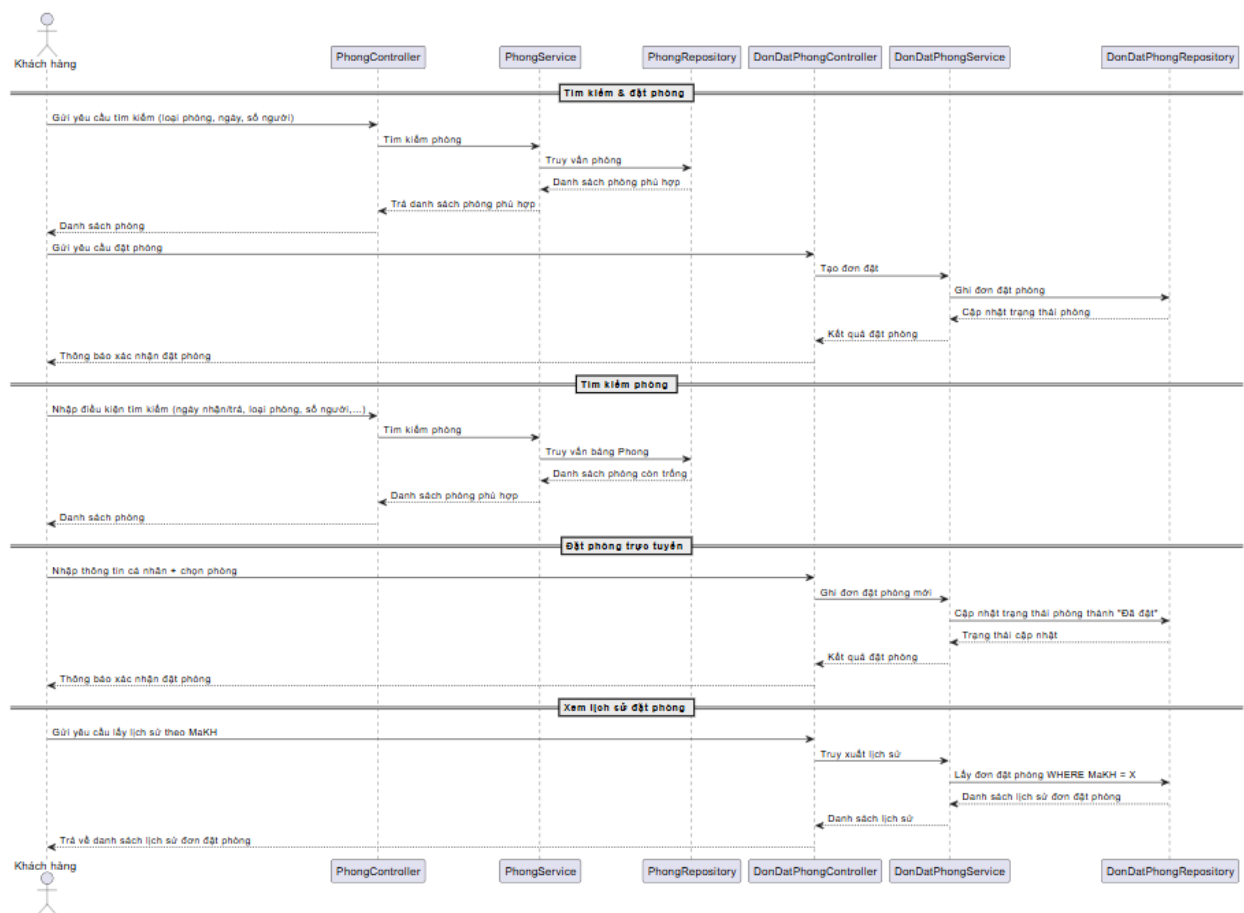 Khách hàng
PhongController
PhongService
PhongRepository
DonDatPhongController
DonDatPhongService
DonDatPhongRepository
Tìm kiếm & đặt phòng
Gửi yêu cầu tìm kiếm (loại phòng, ngày, số người)
Tìm kiếm phòng
Truy vấn phòng
Danh sách phòng phù hợp
Trả danh sách phòng phù hợp
Danh sách phòng
Gửi yêu cầu đặt phòng
Tạo đơn đặt
Ghi đơn đặt phòng
Cập nhật trạng thái phòng
Kết quả đặt phòng
Thông báo xác nhận đặt phòng
Tìm kiếm phòng
Nhập điều kiện tìm kiếm (ngày nhận/trả, loại phòng, số người,...)
Tìm kiếm phòng
Truy vấn bảng Phong
Danh sách phòng còn trống
Danh sách phòng phù hợp
Danh sách phòng
Đặt phòng trực tuyến
Nhập thông tin cá nhân + chọn phòng
Ghi đơn đặt phòng mới
Cập nhật trạng thái phòng thành "Đã đặt"
Trạng thái cập nhật
Kết quả đặt phòng
Thông báo xác nhận đặt phòng
Xem lịch sử đặt phòng
Gửi yêu cầu lấy lịch sử theo MaKH
Truy xuất lịch sử
Lấy đơn đặt phòng WHERE MaKH = X
Danh sách lịch sử đơn đặt phòng
Danh sách lịch sử
Trả về danh sách lịch sử đơn đặt phòng
Khách hàng
PhongController
PhongService
PhongRepository
DonDatPhongController
DonDatPhongService
DonDatPhongRepository